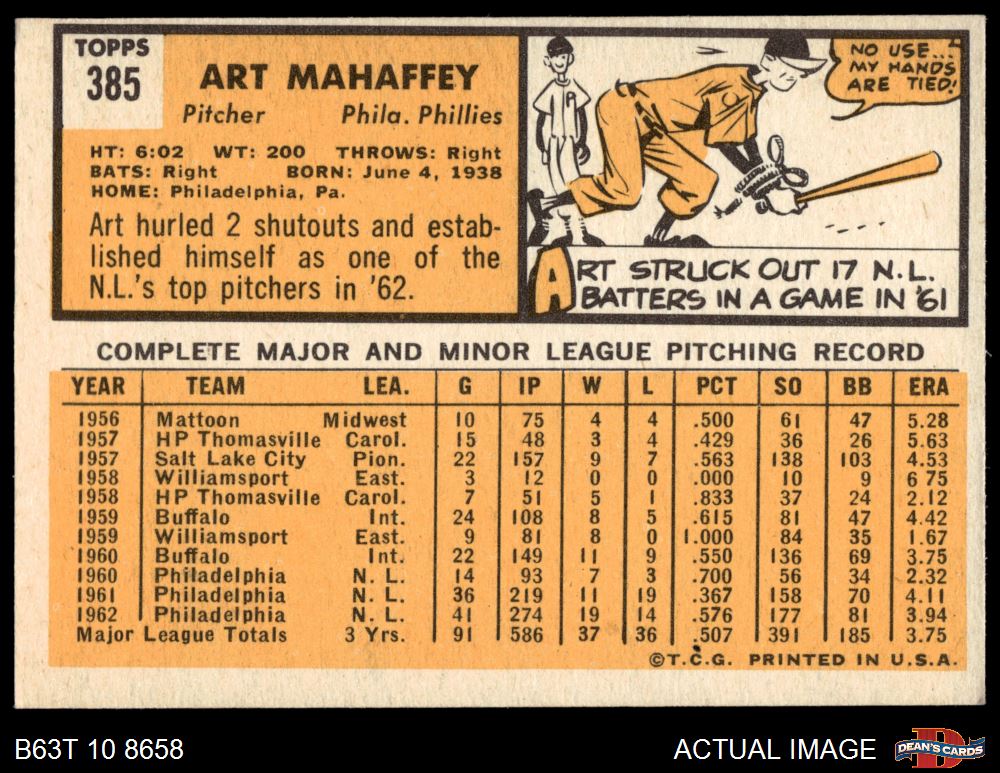 TOPPS
385
ART MAHAFFEY
Pitcher Phila. Phillies
HT: 6:02 WT: 200 THROWS: Right
BATS: Right BORN: June 4, 1938
HOME: Philadelphia, Pa.
Art hurled 2 shutouts and estab-
lished himself as one of the
N.L.'s top pitchers in '62.
NO USE...
MY HANDS
ARE TIED!
P
ART STRUCK OUT 17 N.L.
BATTERS IN A GAME IN '61
COMPLETE MAJOR AND MINOR LEAGUE PITCHING RECORD
YEAR TEAM LEA. G IP W L PCT SO BB ERA
1956 Mattoon Midwest 10 75 4 4 .500 61 47 5.28
1957 HP Thomasville Carol. 15 48 3 4 .429 36 26 5.63
1957 Salt Lake City Pion. 22 157 9 7 .563 138 103 4.53
1958 Williamsport East. 3 12 0 0 .000 10 9 6 75
1958 HP Thomasville Carol. 7 51 5 1 .833 37 24 2.12
1959 Buffalo Int. 24 108 8 5 .615 81 47 4.42
1959 Williamsport East. 9 81 8 0 1.000 84 35 1.67
1960 Buffalo Int. 22 149 11 9 .550 136 69 3.75
1960 Philadelphia N. L. 14 93 7 3 .700 56 34 2.32
1961 Philadelphia N. L. 36 219 11 19 .367 158 70 4.11
1962 Philadelphia N. L. 41 274 19 14 .576 177 81 3.94
Major League Totals 3 Yrs. 91 586 37 36 .507 391 185 3.75
©T.C.G. PRINTED IN U.S.A.
B63T 10 8658
ACTUAL IMAGE
D
DEAN'S CARDS